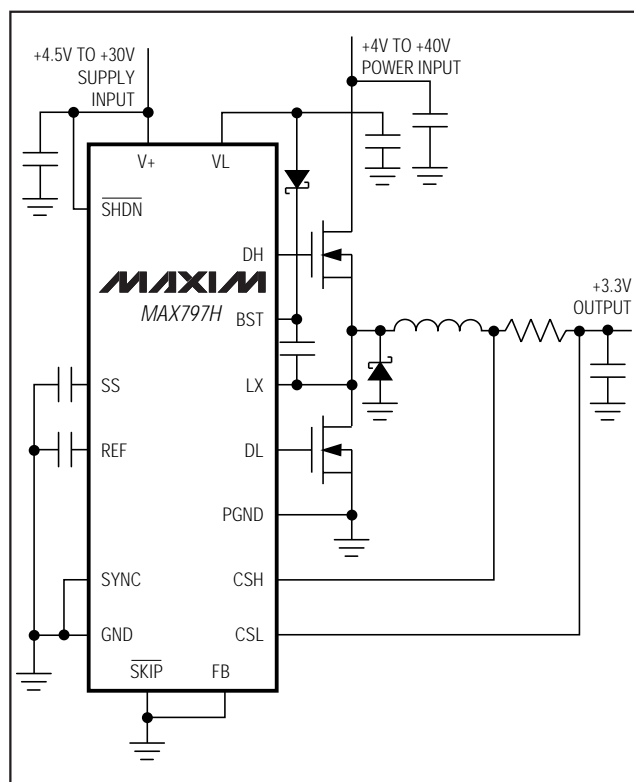 +4.5V TO +30V
SUPPLY
INPUT
+4V TO +40V
POWER INPUT
V+
VL
SHDN
DH
MAXIM
MAX797H
BST
+3.3V
OUTPUT
SS
LX
REF
DL
PGND
SYNC
CSH
GND
CSL
SKIP
FB